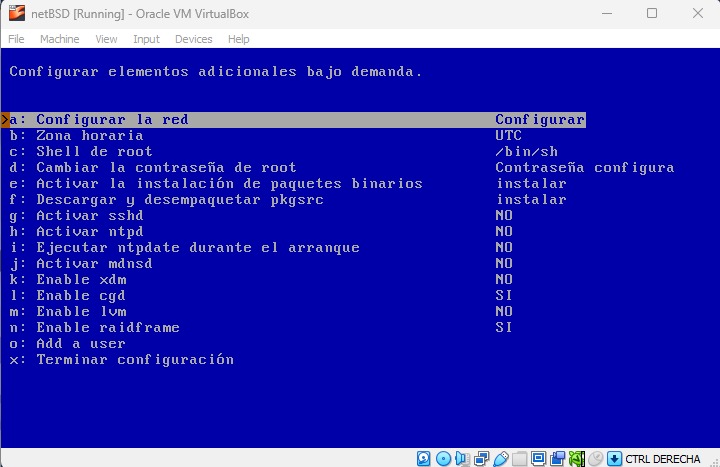 netBSD [Running] - Oracle VM VirtualBox
File Machine View Input Devices Help
Configurar elementos adicionales bajo demanda.
>a: Configurar la red Configurar
b: Zona horaria UTC
c: Shell de root /bin/sh
d: Cambiar la contraseña de root Contraseña configura
e: Activar la instalación de paquetes binarios instalar
f: Descargar y desempaquetar pkgsrc instalar
g: Activar sshd NO
h: Activar ntpd NO
i: Ejecutar ntpdate durante el arranque NO
j: Activar mdnsd NO
k: Enable xdm NO
l: Enable cgd SI
m: Enable lvm NO
n: Enable raidframe SI
o: Add a user
x: Terminar configuración
CTRL DERECHA